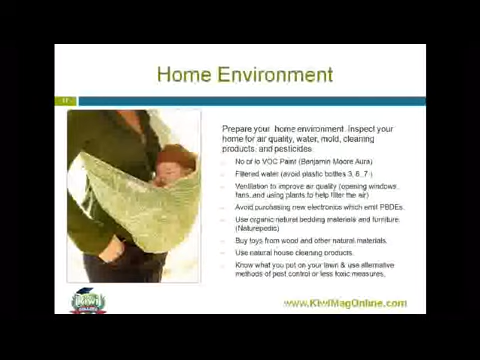 Home Environment
17
Prepare your home environment. Inspect your
home for air quality, water, mold, cleaning
products, and pesticides
No or lo VOC Paint (Benjamin Moore Aura)
Filtered water (avoid plastic bottles 3, 6, 7 )
Ventilation to improve air quality (opening windows,
fans, and using plants to help filter the air)
Avoid purchasing new electronics which emit PBDEs.
Use organic natural bedding materials and furniture.
(Naturepedic)
Buy toys from wood and other natural materials.
Use natural house cleaning products.
Know what you put on your lawn & use alternative
methods of pest control or less toxic measures,
KIWI
COLLEGE
www.KiwiMagOnline.com